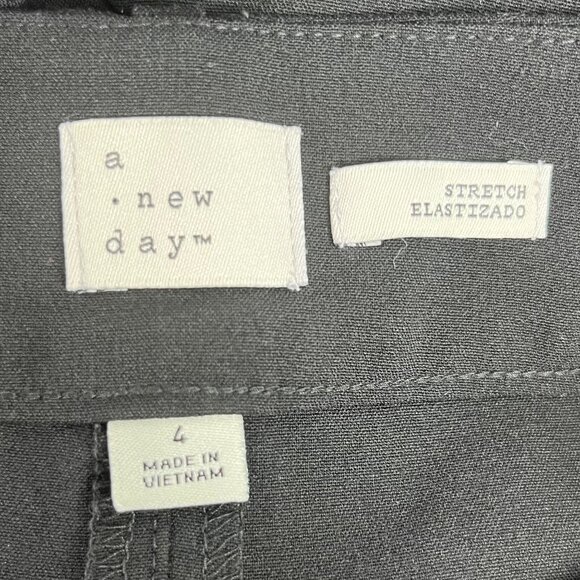 a
· new
day™
STRETCH
ELASTIZADO
4
MADE IN
VIETNAM